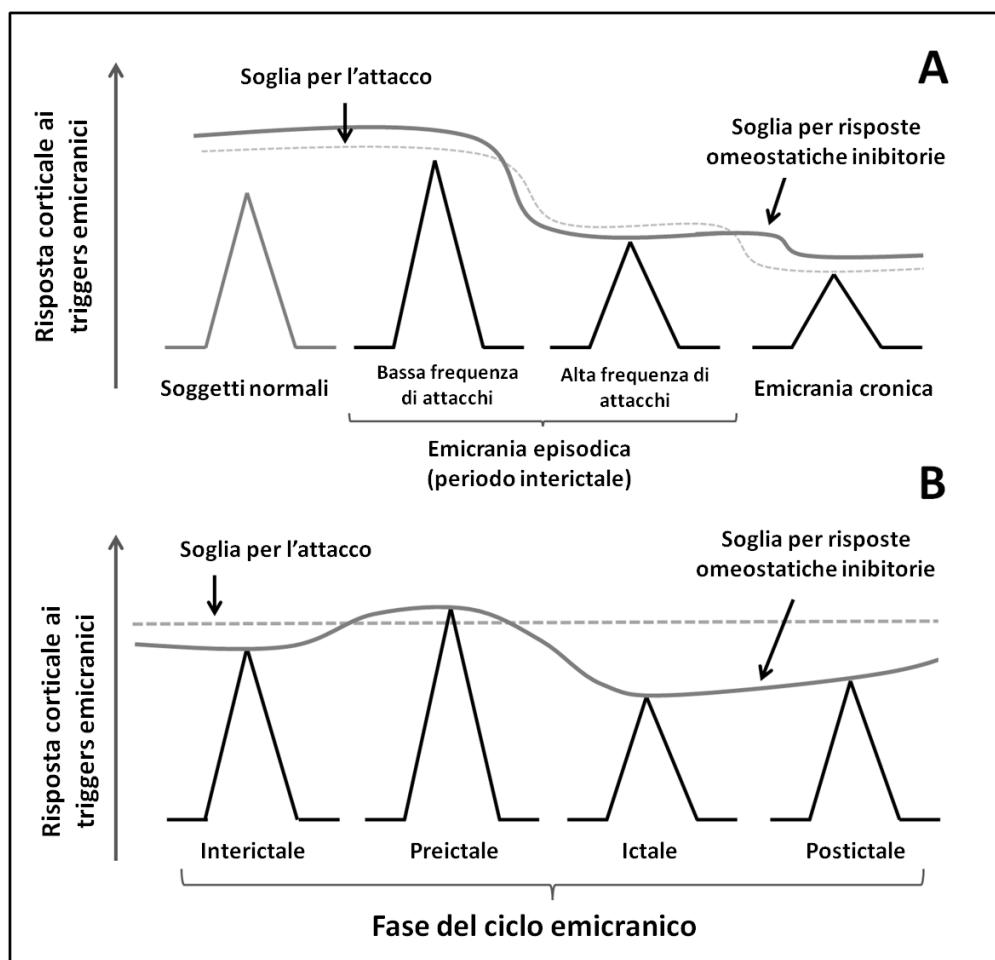 A
Soglia per l'attacco
Soglia per risposte
omeostatiche inibitorie
Risposta corticale ai
triggers emicranici
Soggetti normali
Bassa frequenza
di attacchi
Alta frequenza di
attacchi
Emicrania cronica
Emicrania episodica
(periodo interictale)
B
Soglia per l'attacco
Soglia per risposte
omeostatiche inibitorie
Risposta corticale ai
triggers emicranici
Interictale
Preictale
Ictale
Postictale
Fase del ciclo emicranico